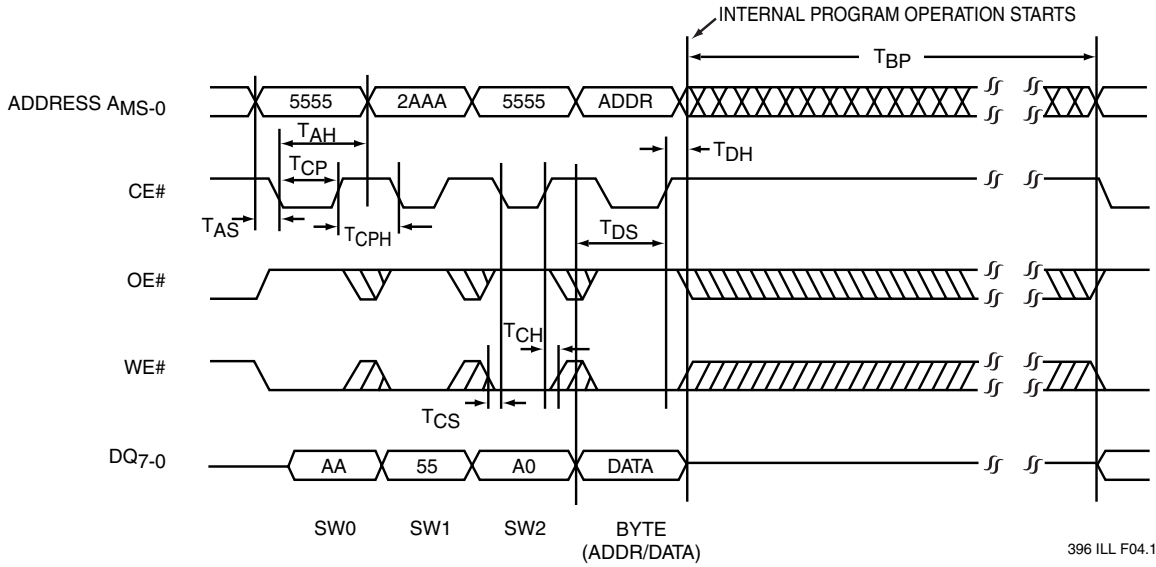 INTERNAL PROGRAM OPERATION STARTS
TBP
ADDRESS AMS-0
5555
2AAA
5555
ADDR
TAH
TDH
TCP
CE#
TAS
TCPH
TDS
OE#
TCH
WE#
TCS
DQ7-0
AA
55
A0
DATA
SW0
SW1
SW2
BYTE
(ADDR/DATA)
396 ILL F04.1